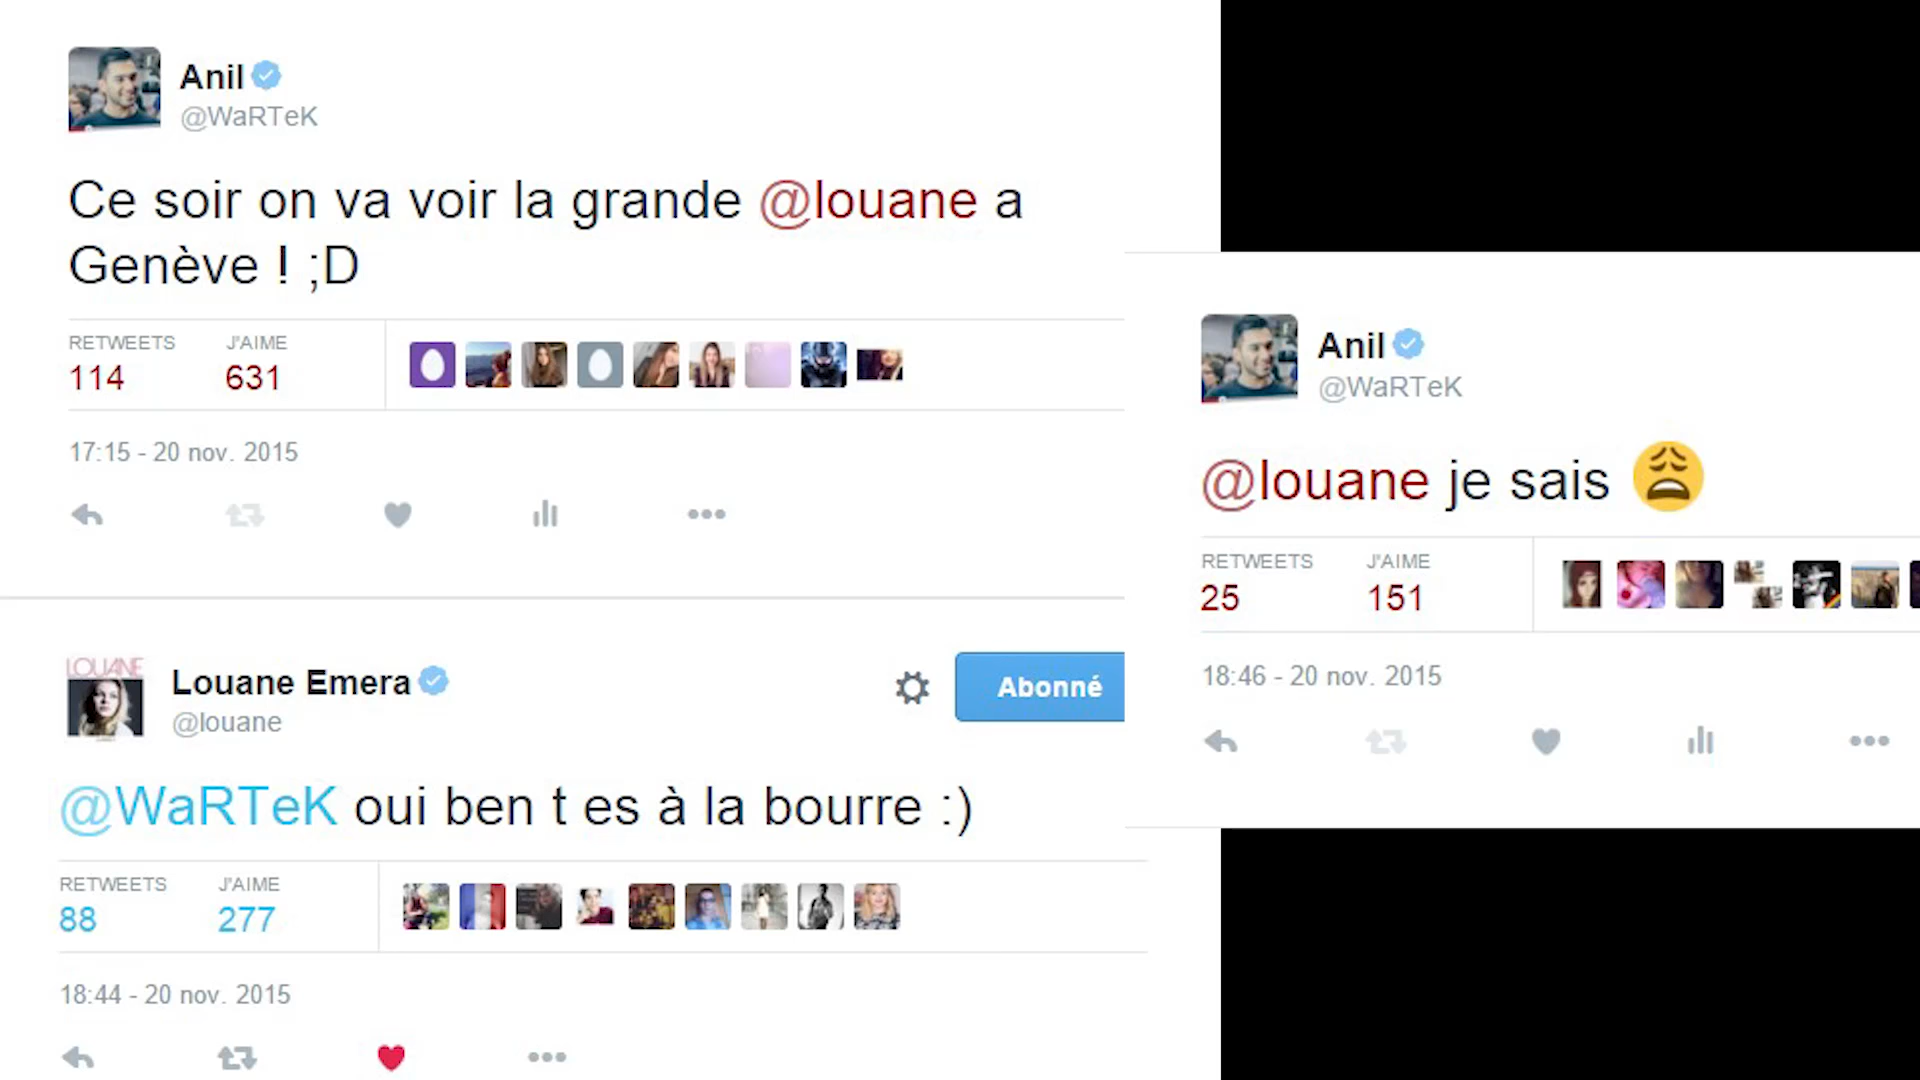 Anil
@WaRTeK
Ce soir on va voir la grande @louane a
Genève ! ;D
RETWEETS J'AIME
114 631
17:15 - 20 nov. 2015
LOUANE
Louane Emera
@louane
Abonné
@WaRTeK oui ben t es à la bourre :)
RETWEETS J'AIME
88 277
18:44 - 20 nov. 2015
Anil
@WaRTeK
@louane je sais 😩
RETWEETS J'AIME
25 151
18:46 - 20 nov. 2015